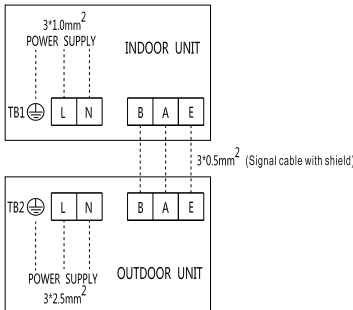 3*1.0mm²
POWER SUPPLY
INDOOR UNIT
TB1 L N B A E
3*0.5mm² (Signal cable with shield)
TB2 L N B A E
POWER SUPPLY
3*2.5mm²
OUTDOOR UNIT